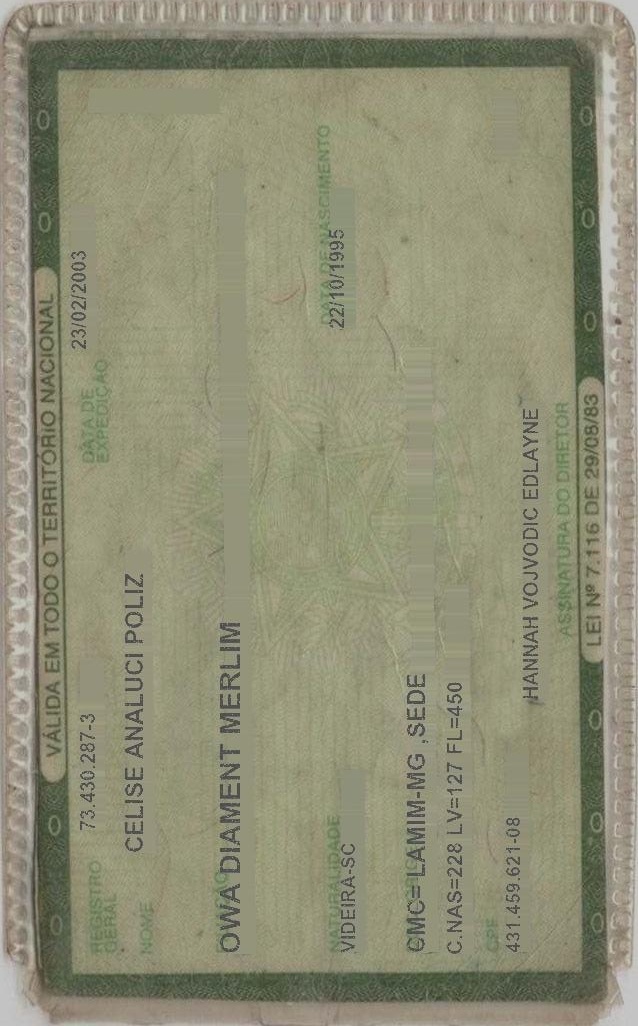 VÁLIDA EM TODO O TERRITÓRIO NACIONAL
REGISTRO GERAL 73.430.287-3 DATA DE EXPEDIÇÃO 23/02/2003
NOME CELISE ANALUCI POLIZ
OWA DIAMENT MERLIM
NATURALIDADE DATA DE NASCIMENTO
VIDEIRA-SC 22/10/1995
CMC=LAMIM-MG ,SEDE
C.NAS=228 LV=127 FL=450
CPF
431.459.621-08
HANNAH VOJVODIC EDLAYNE
ASSINATURA DO DIRETOR
LEI Nº 7.116 DE 29/08/83